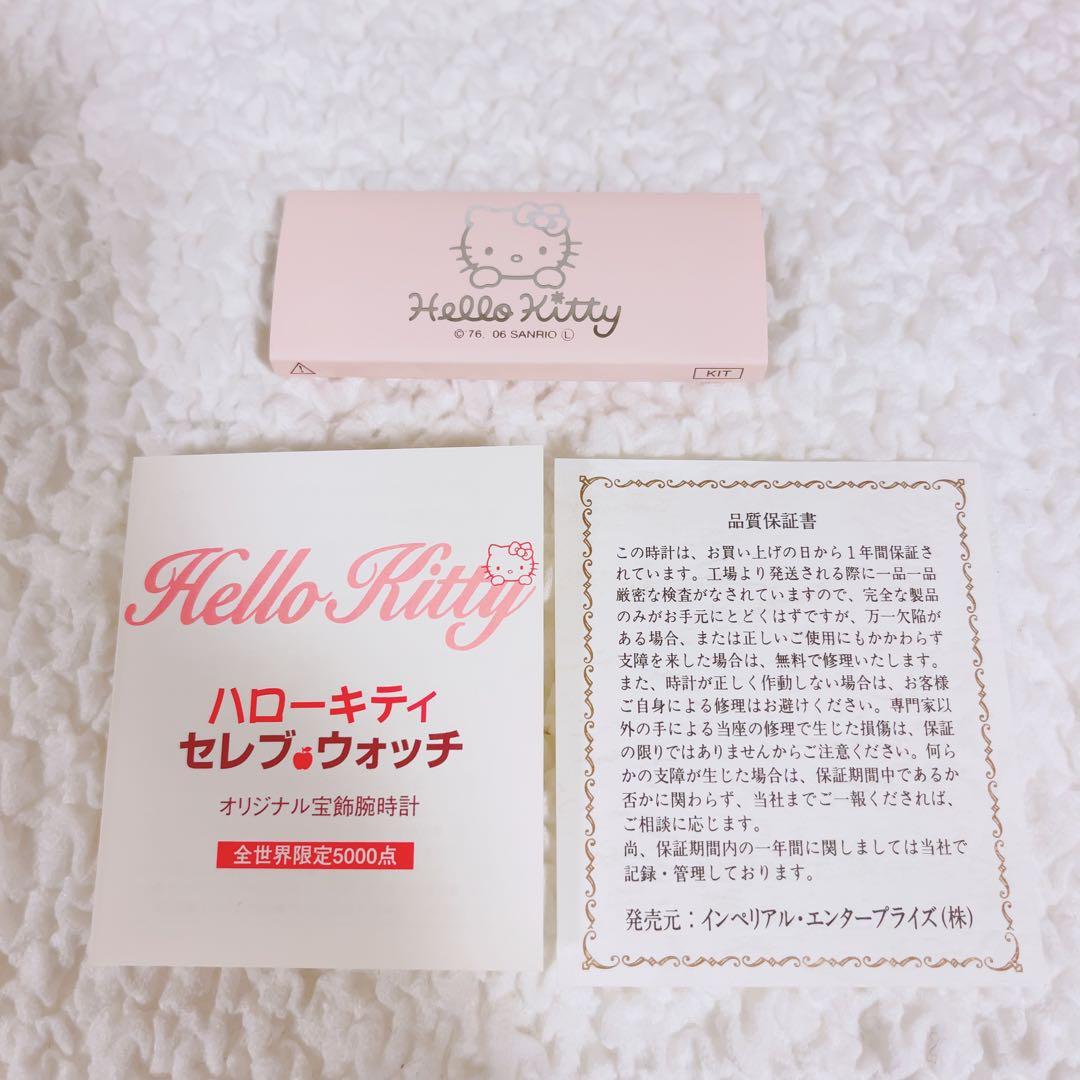 Hello Kitty
©'76, '06 SANRIO Ⓛ
KIT
Hello Kitty
ハローキティ
セレブ ウォッチ
オリジナル宝飾腕時計
全世界限定5000点
品質保証書
この時計は、お買い上げの日から1年間保証さ
れています。工場より発送される際に一品一品
厳密な検査がなされていますので、完全な製品
のみがお手元にとどくはずですが、万一欠陥が
ある場合、または正しいご使用にもかかわらず
支障を来した場合は、無料で修理いたします。
また、時計が正しく作動しない場合は、お客様
ご自身による修理はお避けください。専門家以
外の手による当座の修理で生じた損傷は、保証
の限りではありませんからご注意ください。何ら
かの支障が生じた場合は、保証期間中であるか
否かに関わらず、当社までご一報くだされば、
ご相談に応じます。
尚、保証期間内の一年間に関しましては当社で
記録・管理しております。
発売元：インペリアル・エンタープライズ(株)